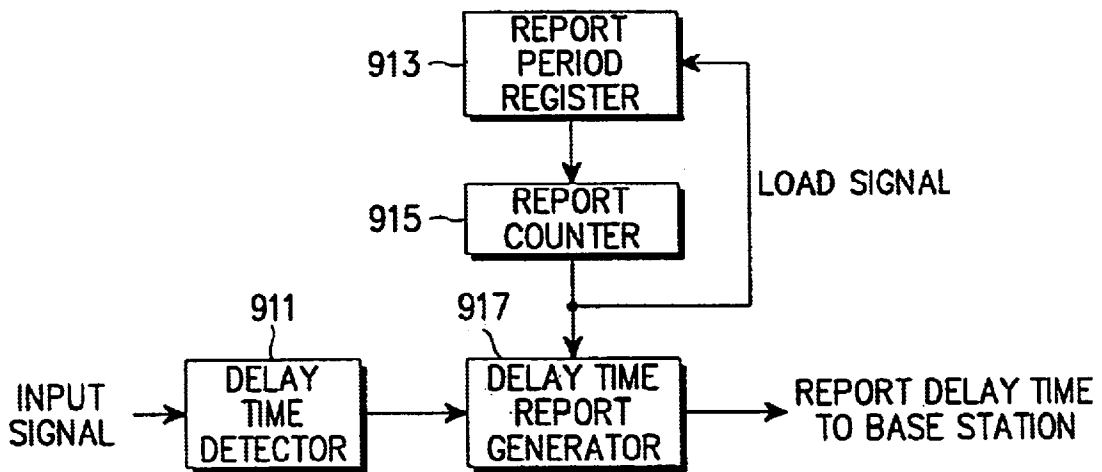 REPORT
PERIOD
REGISTER
913
LOAD SIGNAL
REPORT
COUNTER
915
911
917
INPUT
SIGNAL
DELAY
TIME
DETECTOR
DELAY TIME
REPORT
GENERATOR
REPORT DELAY TIME
TO BASE STATION